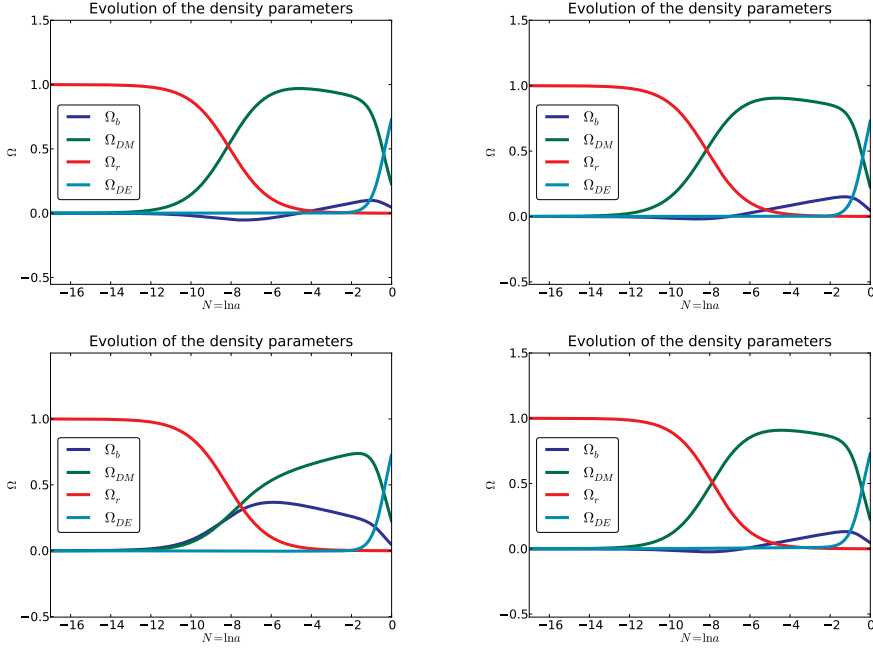 Evolution of the density parameters
1.5
1.0
0.5
0.0
−0.5
Ω
Ω_b
Ω_DM
Ω_r
Ω_DE
−16 −14 −12 −10 −8 −6 −4 −2 0
N=lna
Evolution of the density parameters
1.5
1.0
0.5
0.0
−0.5
Ω
Ω_b
Ω_DM
Ω_r
Ω_DE
−16 −14 −12 −10 −8 −6 −4 −2 0
N=lna
Evolution of the density parameters
1.0
0.5
0.0
−0.5
Ω
Ω_b
Ω_DM
Ω_r
Ω_DE
−16 −14 −12 −10 −8 −6 −4 −2 0
N=lna
Evolution of the density parameters
1.5
1.0
0.5
0.0
−0.5
Ω
Ω_b
Ω_DM
Ω_r
Ω_DE
−16 −14 −12 −10 −8 −6 −4 −2 0
N=lna